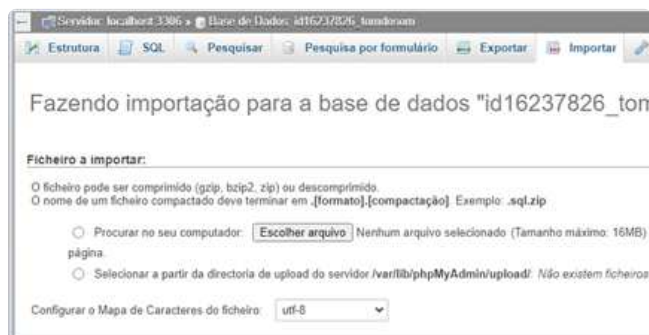 Servidor: localhost:3306 » Base de Dados: id16237826_tomdorom
Estrutura SQL Pesquisar Pesquisa por formulário Exportar Importar
Fazendo importação para a base de dados "id16237826_tom
Ficheiro a importar:
O ficheiro pode ser comprimido (gzip, bzip2, zip) ou descomprimido.
O nome de um ficheiro compactado deve terminar em .[formato].[compactação]. Exemplo: .sql.zip
Procurar no seu computador: Escolher arquivo Nenhum arquivo selecionado (Tamanho máximo: 16MB)
página.
Selecionar a partir da directoria de upload do servidor /var/lib/phpMyAdmin/upload/: Não existem ficheiros
Configurar o Mapa de Caracteres do ficheiro: utf-8